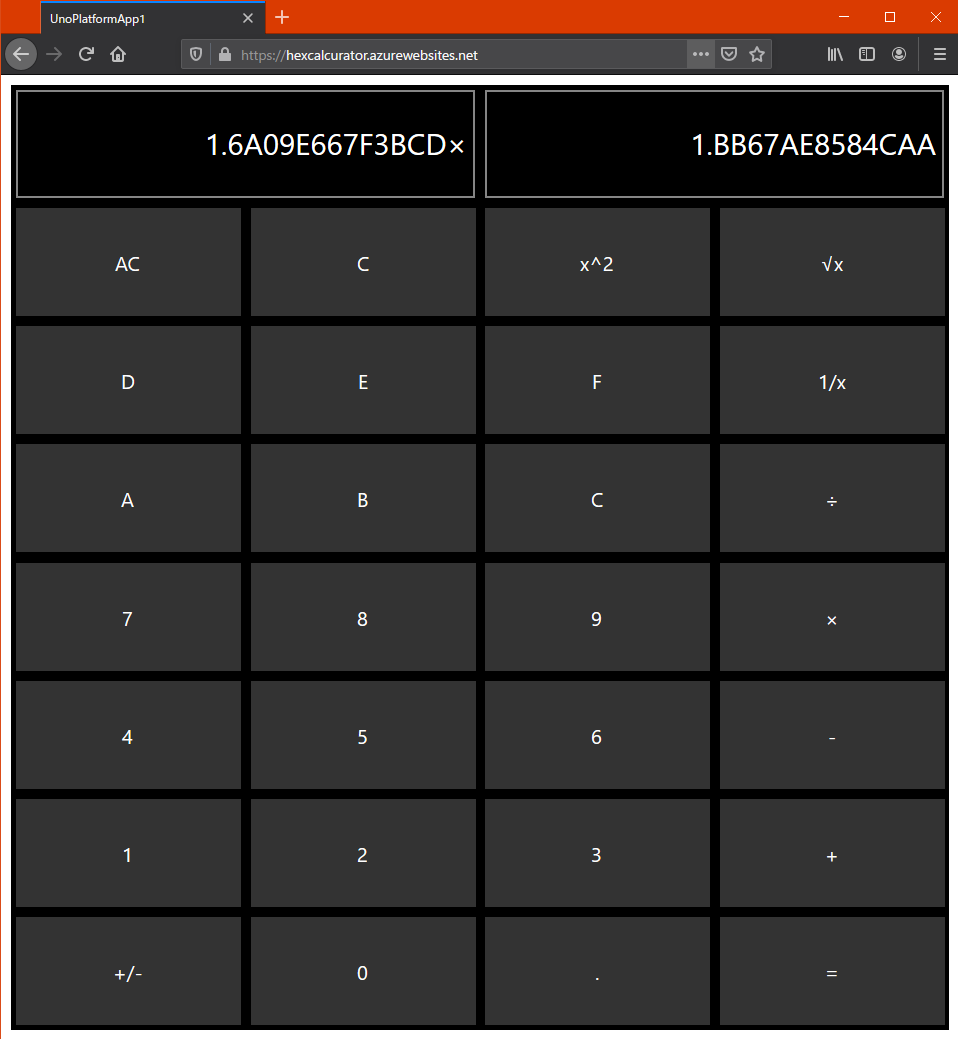 UnoPlatformApp1
https://hexcalcurator.azurewebsites.net
1.6A09E667F3BCD× 1.BB67AE8584CAA
AC C x^2 √x
D E F 1/x
A B C ÷
7 8 9 ×
4 5 6 -
1 2 3 +
+/- 0 . =